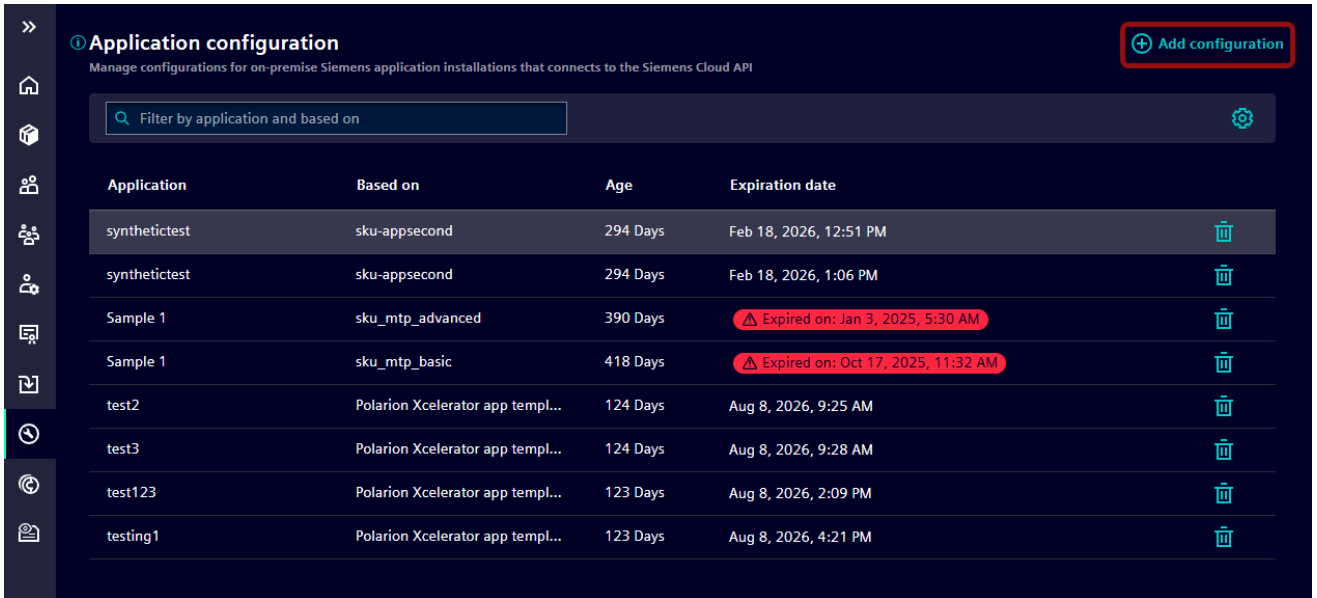 Application configuration
Add configuration
Manage configurations for on-premise Siemens application installations that connects to the Siemens Cloud API
Filter by application and based on
Application Based on Age Expiration date
synthetictest sku-appsecond 294 Days Feb 18, 2026, 12:51 PM
synthetictest sku-appsecond 294 Days Feb 18, 2026, 1:06 PM
Sample 1 sku_mtp_advanced 390 Days Expired on: Jan 3, 2025, 5:30 AM
Sample 1 sku_mtp_basic 418 Days Expired on: Oct 17, 2025, 11:32 AM
test2 Polarion Xcelerator app templ... 124 Days Aug 8, 2026, 9:25 AM
test3 Polarion Xcelerator app templ... 124 Days Aug 8, 2026, 9:28 AM
test123 Polarion Xcelerator app templ... 123 Days Aug 8, 2026, 2:09 PM
testing1 Polarion Xcelerator app templ... 123 Days Aug 8, 2026, 4:21 PM